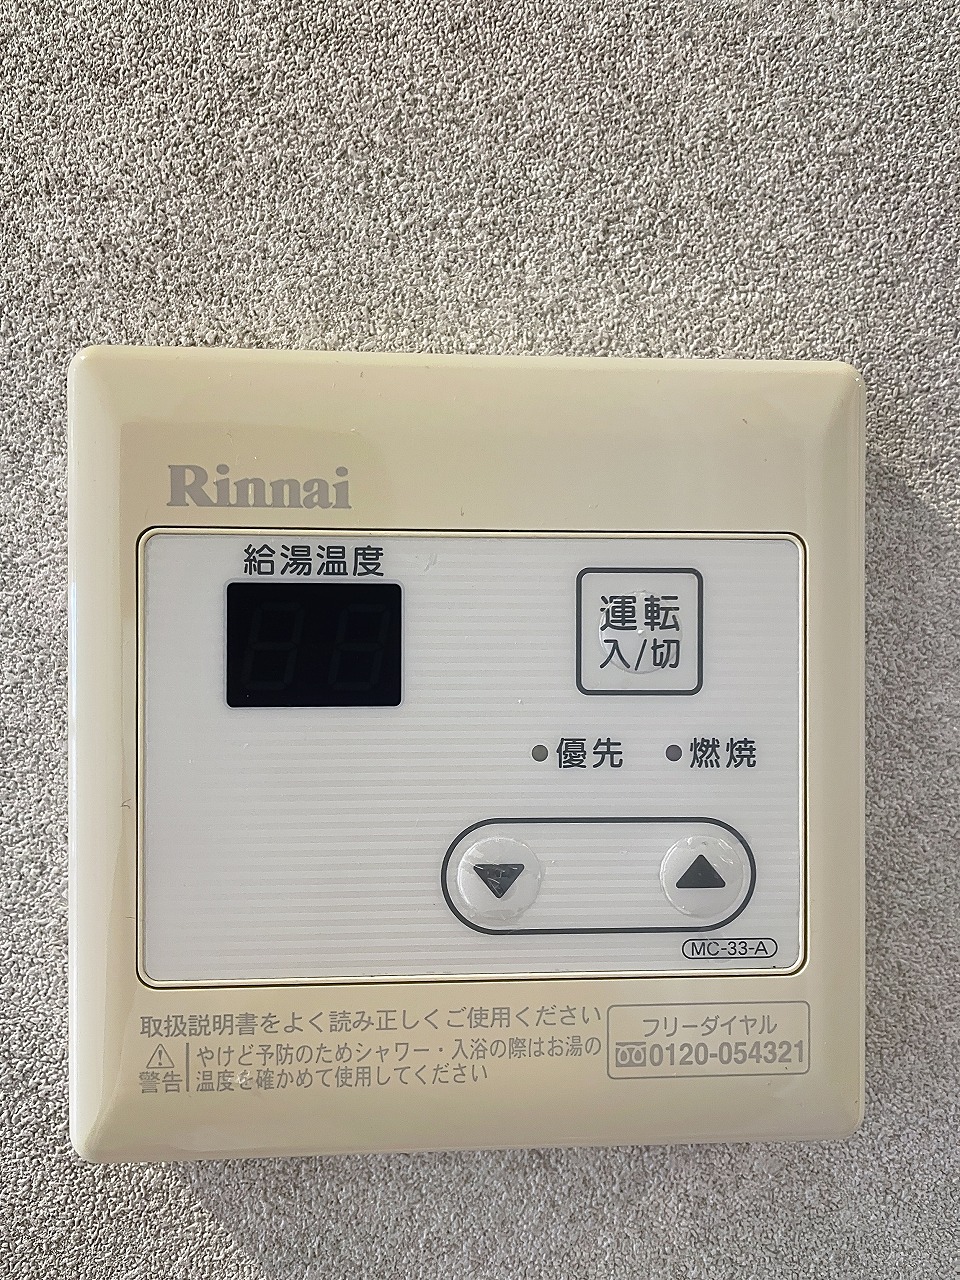 Rinnai
給湯温度
運転
入/切
優先
燃焼
MC-33-A
取扱説明書をよく読み正しくご使用ください
警告
やけど予防のためシャワー・入浴の際はお湯の
温度を確かめて使用してください
フリーダイヤル
0120-054321